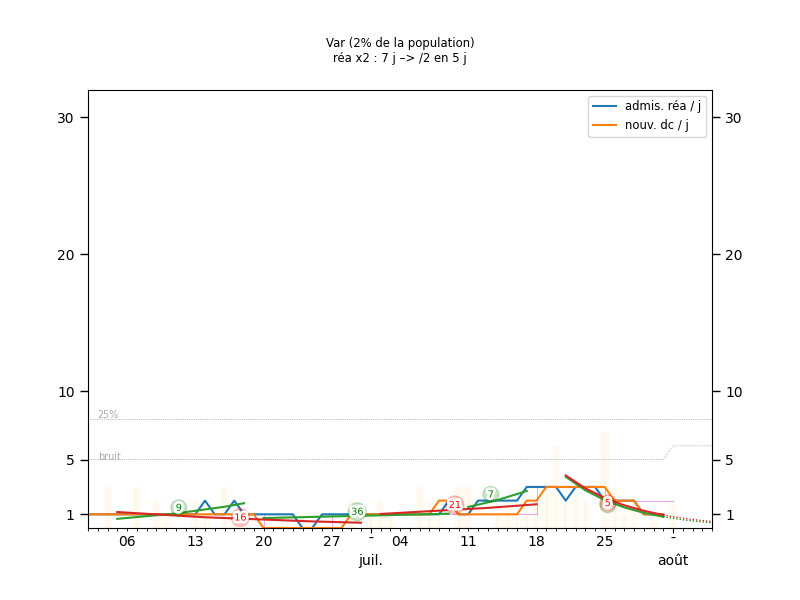 Var (2% de la population)
réa x2 : 7 j –> /2 en 5 j
admis. réa / j
nouv. dc / j
30 30
20 20
10 10
25%
bruit
5 5
1 1
9 16 36 21 7 5
06 13 20 27 - 04 11 18 25 -
juil. août